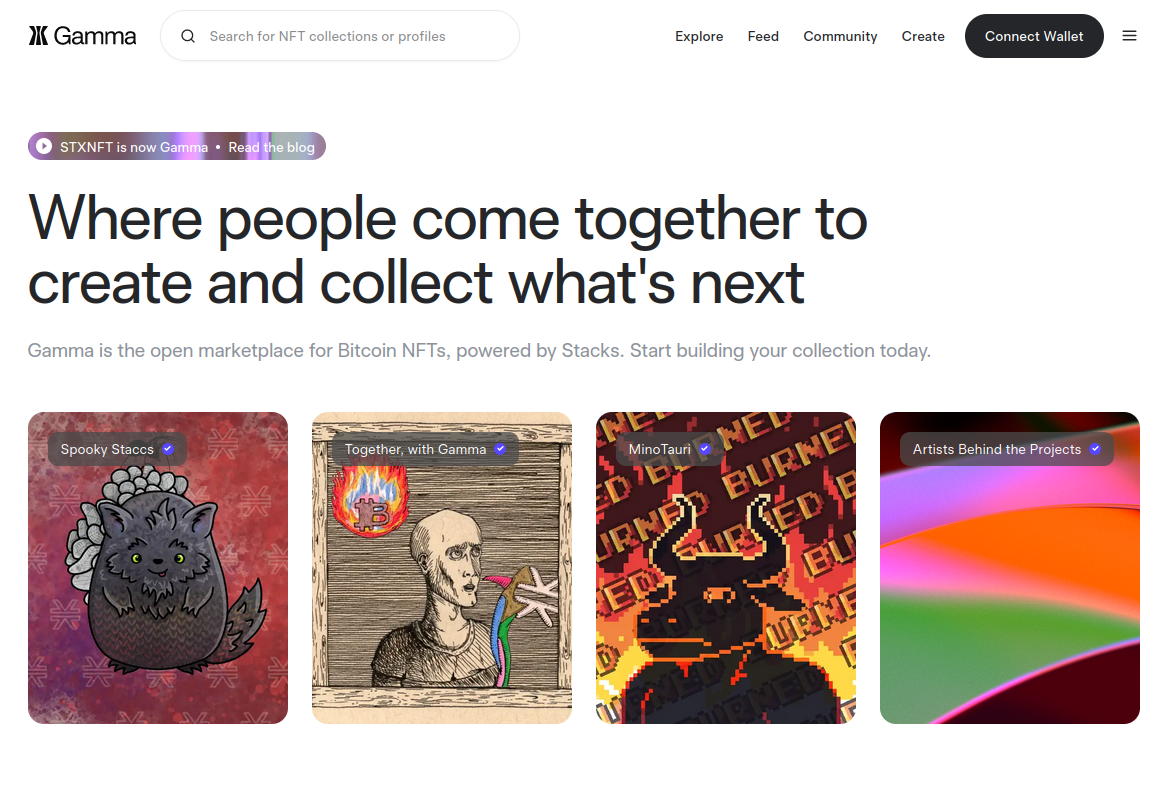 Gamma
Search for NFT collections or profiles
Explore
Feed
Community
Create
Connect Wallet
STXNFT is now Gamma • Read the blog
Where people come together to
create and collect what's next
Gamma is the open marketplace for Bitcoin NFTs, powered by Stacks. Start building your collection today.
Spooky Staccs
Together, with Gamma
MinoTauri
Artists Behind the Projects
BURNED
BURNED
BURNED
BURNED